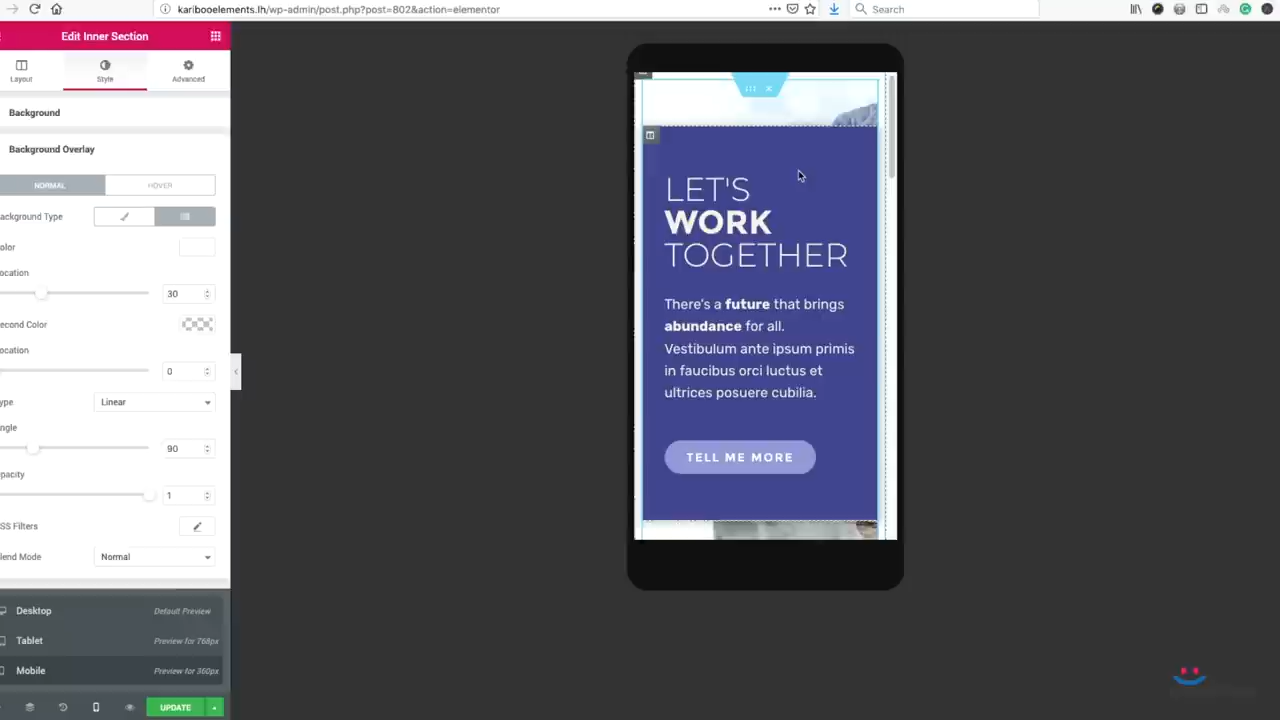 karibooelements.lh/wp-admin/post.php?post=802&action=elementor
Search
Edit Inner Section
Layout
Style
Advanced
Background
Background Overlay
NORMAL
HOVER
ackground Type
olor
ocation
30
econd Color
ocation
0
ype
Linear
ngle
90
pacity
1
SS Filters
lend Mode
Normal
Desktop
Default Preview
Tablet
Preview for 768px
Mobile
Preview for 360px
UPDATE
LET'S
WORK
TOGETHER
There's a future that brings
abundance for all.
Vestibulum ante ipsum primis
in faucibus orci luctus et
ultrices posuere cubilia.
TELL ME MORE